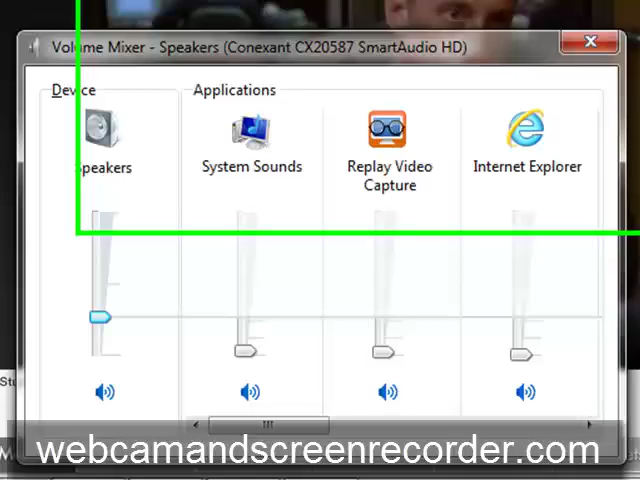 Volume Mixer - Speakers (Conexant CX20587 SmartAudio HD)
Device
Applications
Speakers
System Sounds
Replay Video
Capture
Internet Explorer
webcamandscreenrecorder.com